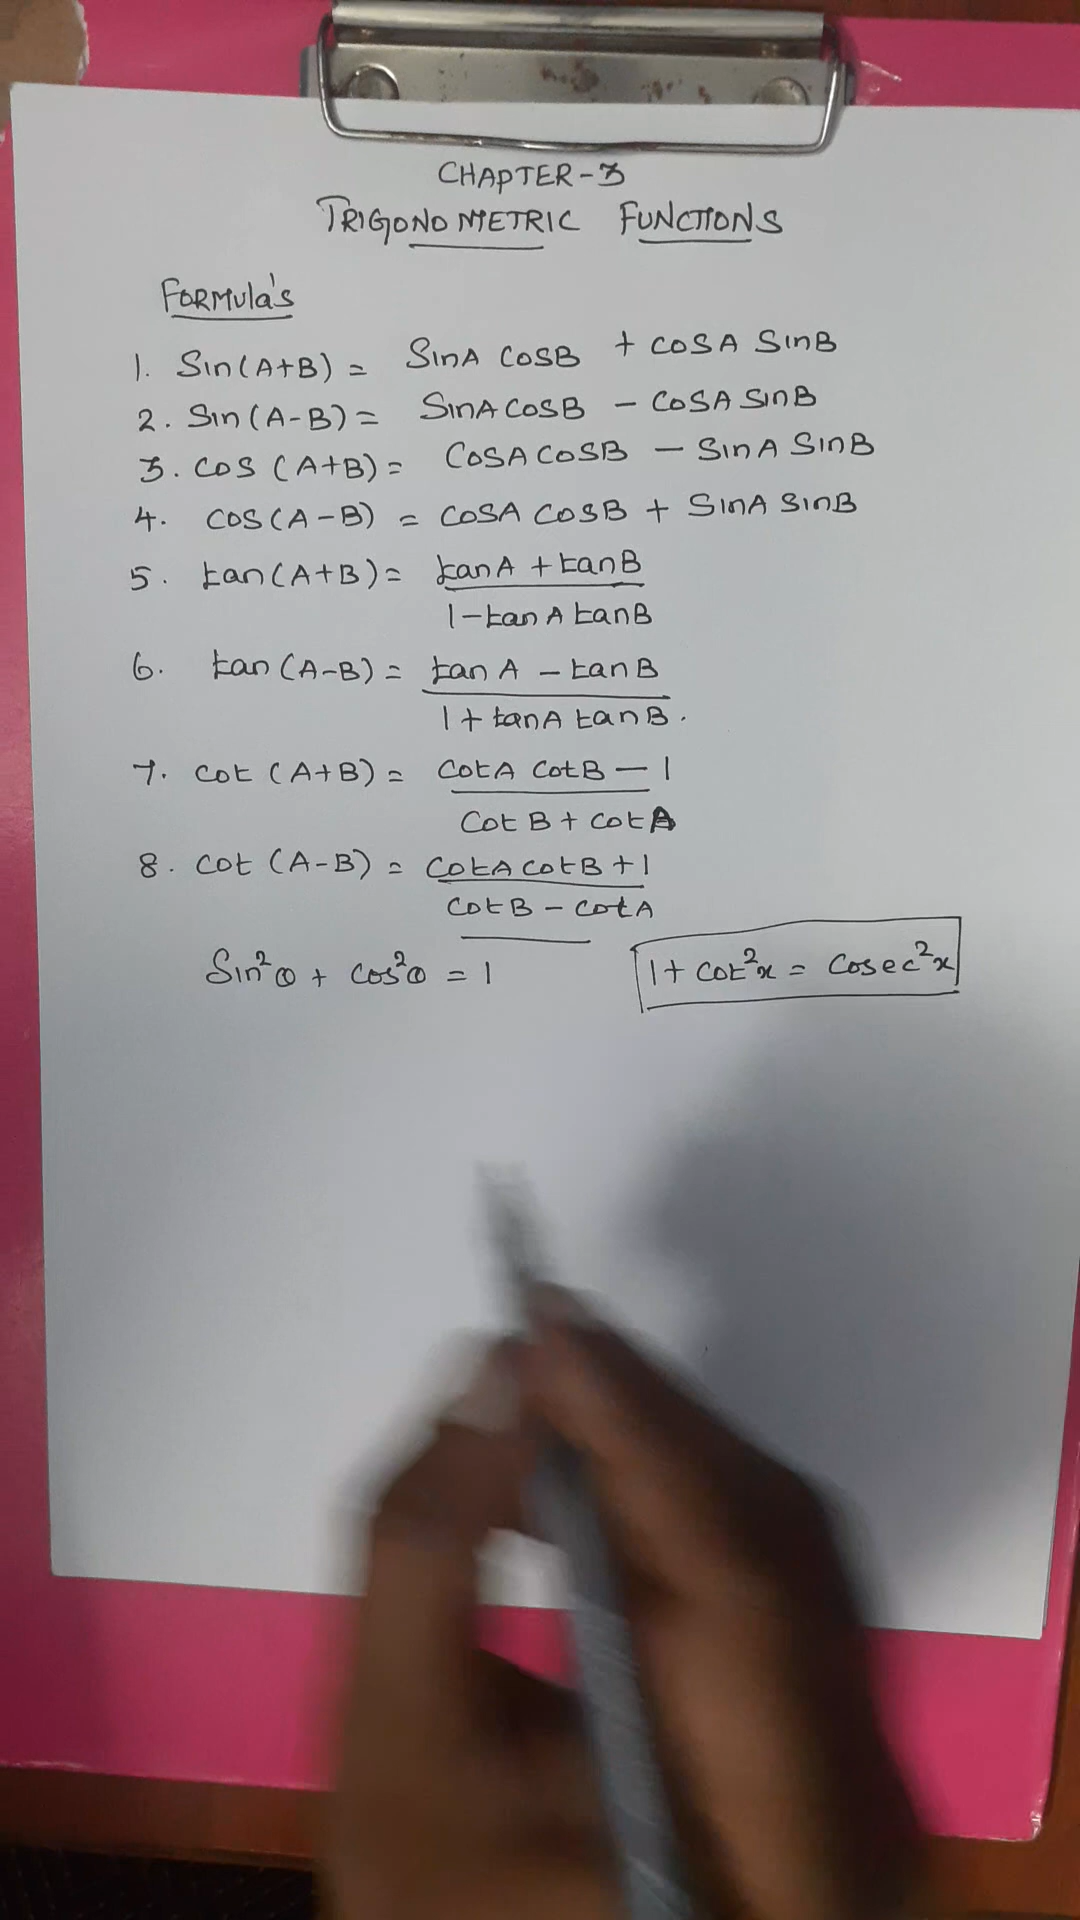 CHAPTER-3
TRIGONOMETRIC FUNCTIONS
FORMula's
1. Sin(A+B) = SinA CosB + cosA SinB
2. Sin(A-B) = SinA CosB - CosA SinB
3. cos (A+B) = CosA CosB - SinA SinB
4. cos(A-B) = cosA cosB + SinA SinB
5. tan(A+B) = tanA + tanB
1-tanA tanB
6. tan(A-B) = tanA - tanB
1 + tanA tanB.
7. cot (A+B) = CotA CotB - 1
Cot B + cotA
8. cot (A-B) = CotA cotB + 1
CotB - cotA
Sin²θ + cos²θ = 1 1 + cot²x = Cosec²x